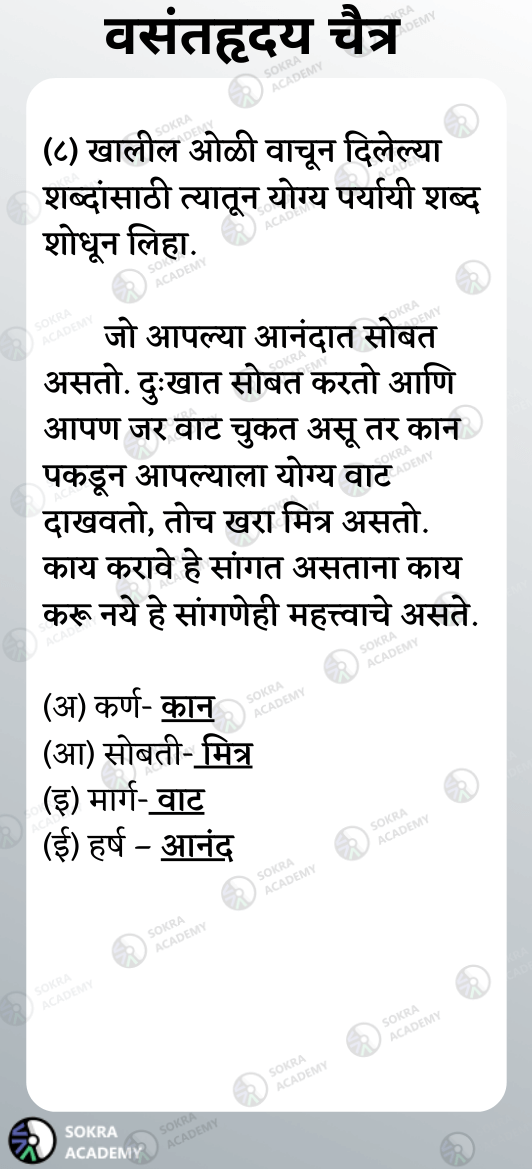 वसंतहृदय चैत्र
(८) खालील ओळी वाचून दिलेल्या
शब्दांसाठी त्यातून योग्य पर्यायी शब्द
शोधून लिहा.
जो आपल्या आनंदात सोबत
असतो. दुःखात सोबत करतो आणि
आपण जर वाट चुकत असू तर कान
पकडून आपल्याला योग्य वाट
दाखवतो, तोच खरा मित्र असतो.
काय करावे हे सांगत असताना काय
करू नये हे सांगणेही महत्त्वाचे असते.
(अ) कर्ण- कान
(आ) सोबती- मित्र
(इ) मार्ग- वाट
(ई) हर्ष – आनंद
SOKRA
ACADEMY